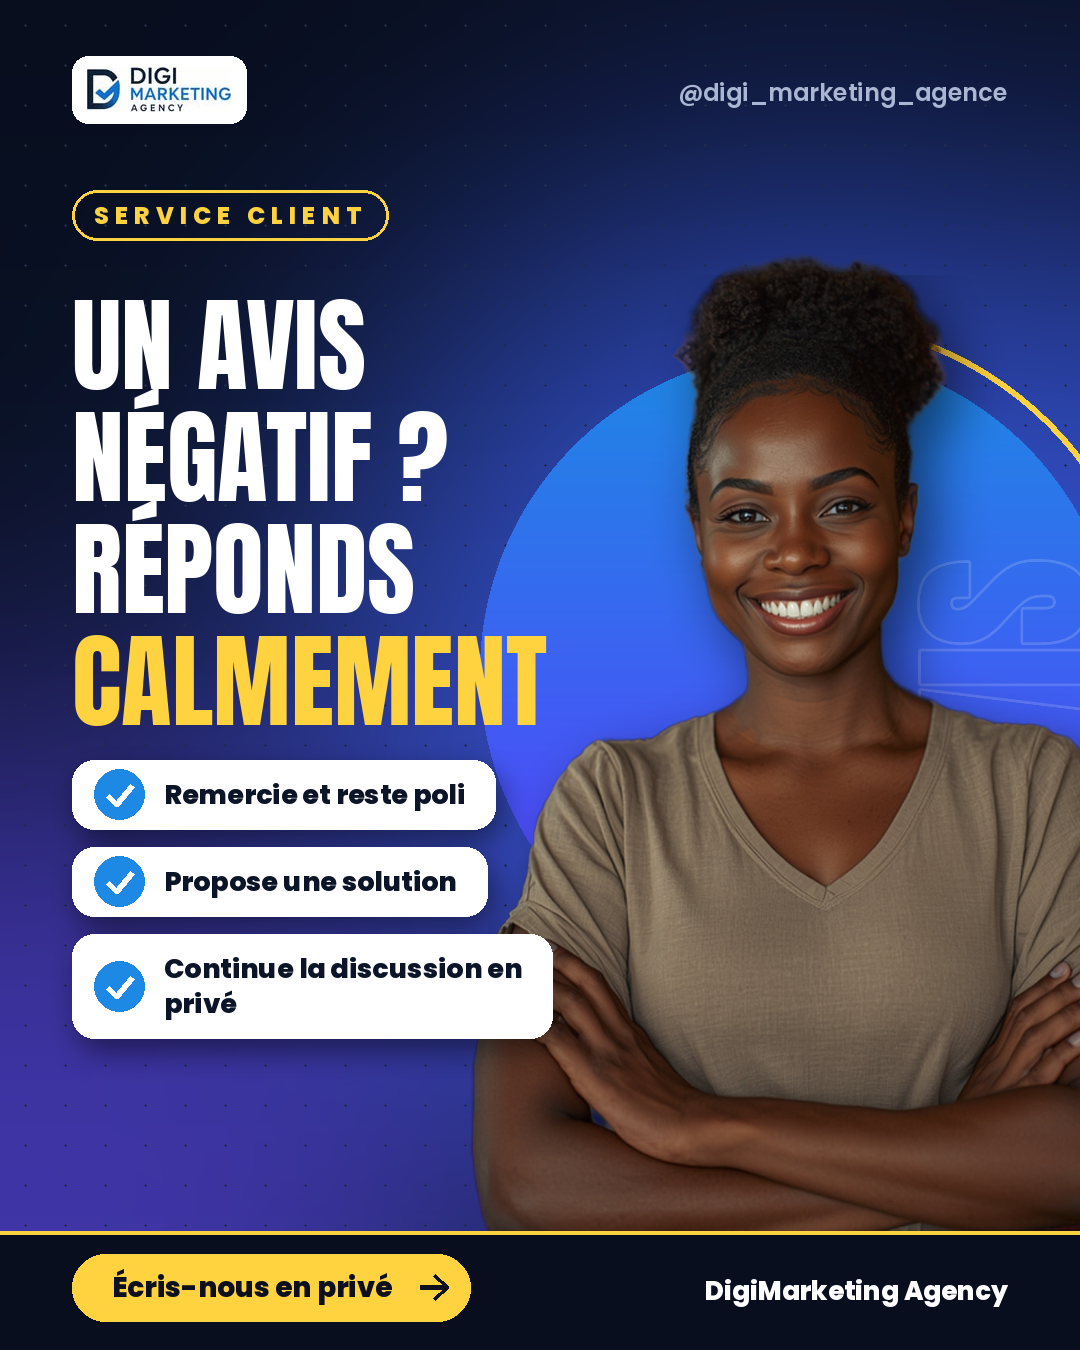 DIGI
MARKETING
AGENCY
@digi_marketing_agence
SERVICE CLIENT
UN AVIS
NÉGATIF ?
RÉPONDS
CALMEMENT
Remercie et reste poli
Propose une solution
Continue la discussion en
privé
Écris-nous en privé
DigiMarketing Agency